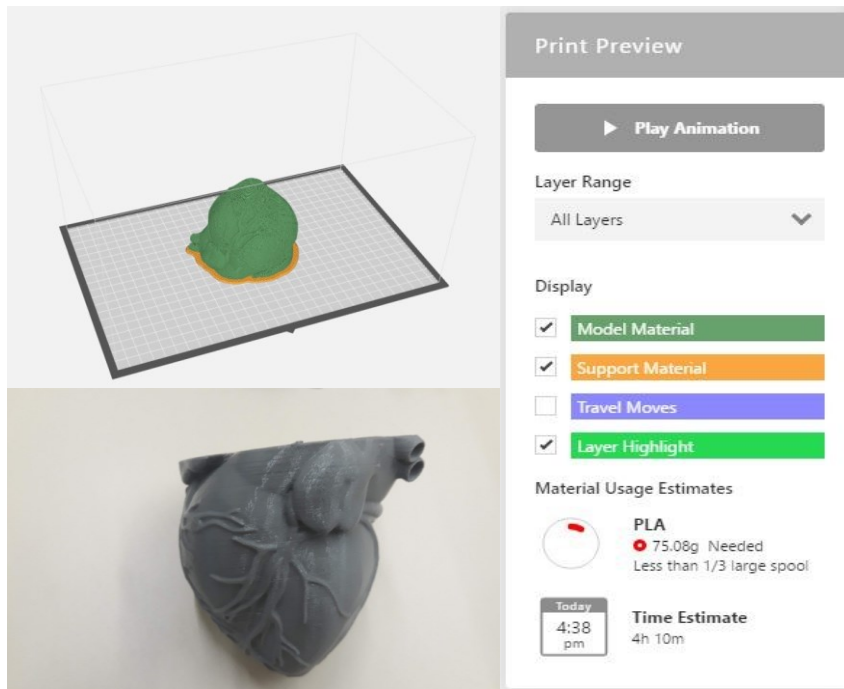 Print Preview
Play Animation
Layer Range
All Layers
Display
Model Material
Support Material
Travel Moves
Layer Highlight
Material Usage Estimates
PLA
75.08g Needed
Less than 1/3 large spool
Today
4:38
pm
Time Estimate
4h 10m